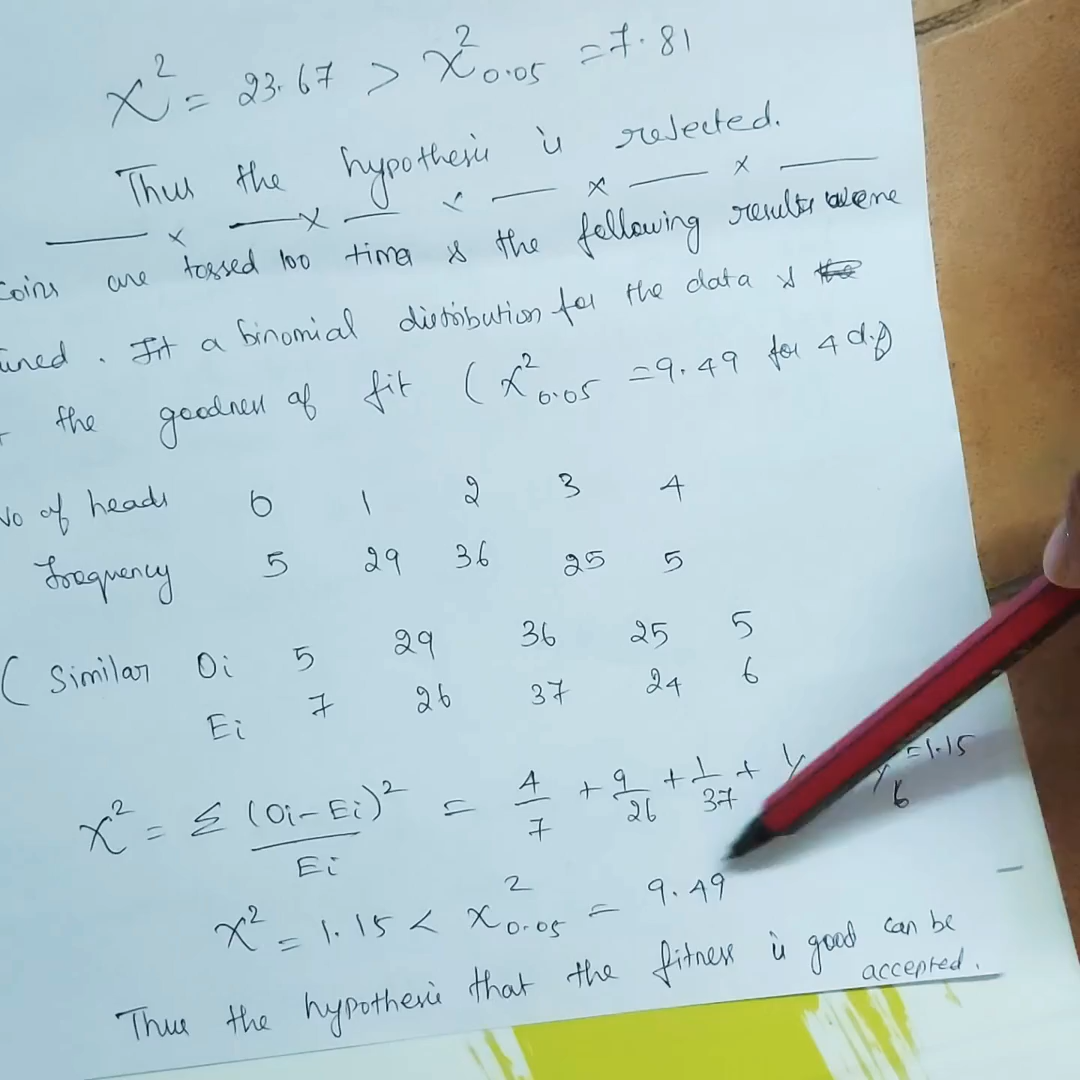 χ² = 23.67 > χ²0.05 = 7.81
Thus the hypothesis is rejected.
coins are tossed 100 times & the following results were
ined. Fit a binomial distribution for the data &
the goodness of fit ( χ²0.05 = 9.49 for 4 d.f)
No of heads 0 1 2 3 4
Frequency 5 29 36 25 5
( Similar Oi 5 29 36 25 5
Ei 7 26 37 24 6
χ² = Σ (Oi - Ei)² / Ei = 4/7 + 9/26 + 1/37 + 1/ 1/6 = 1.15
χ² = 1.15 < χ²0.05 = 9.49
Thus the hypothesis that the fitness is good can be
accepted.